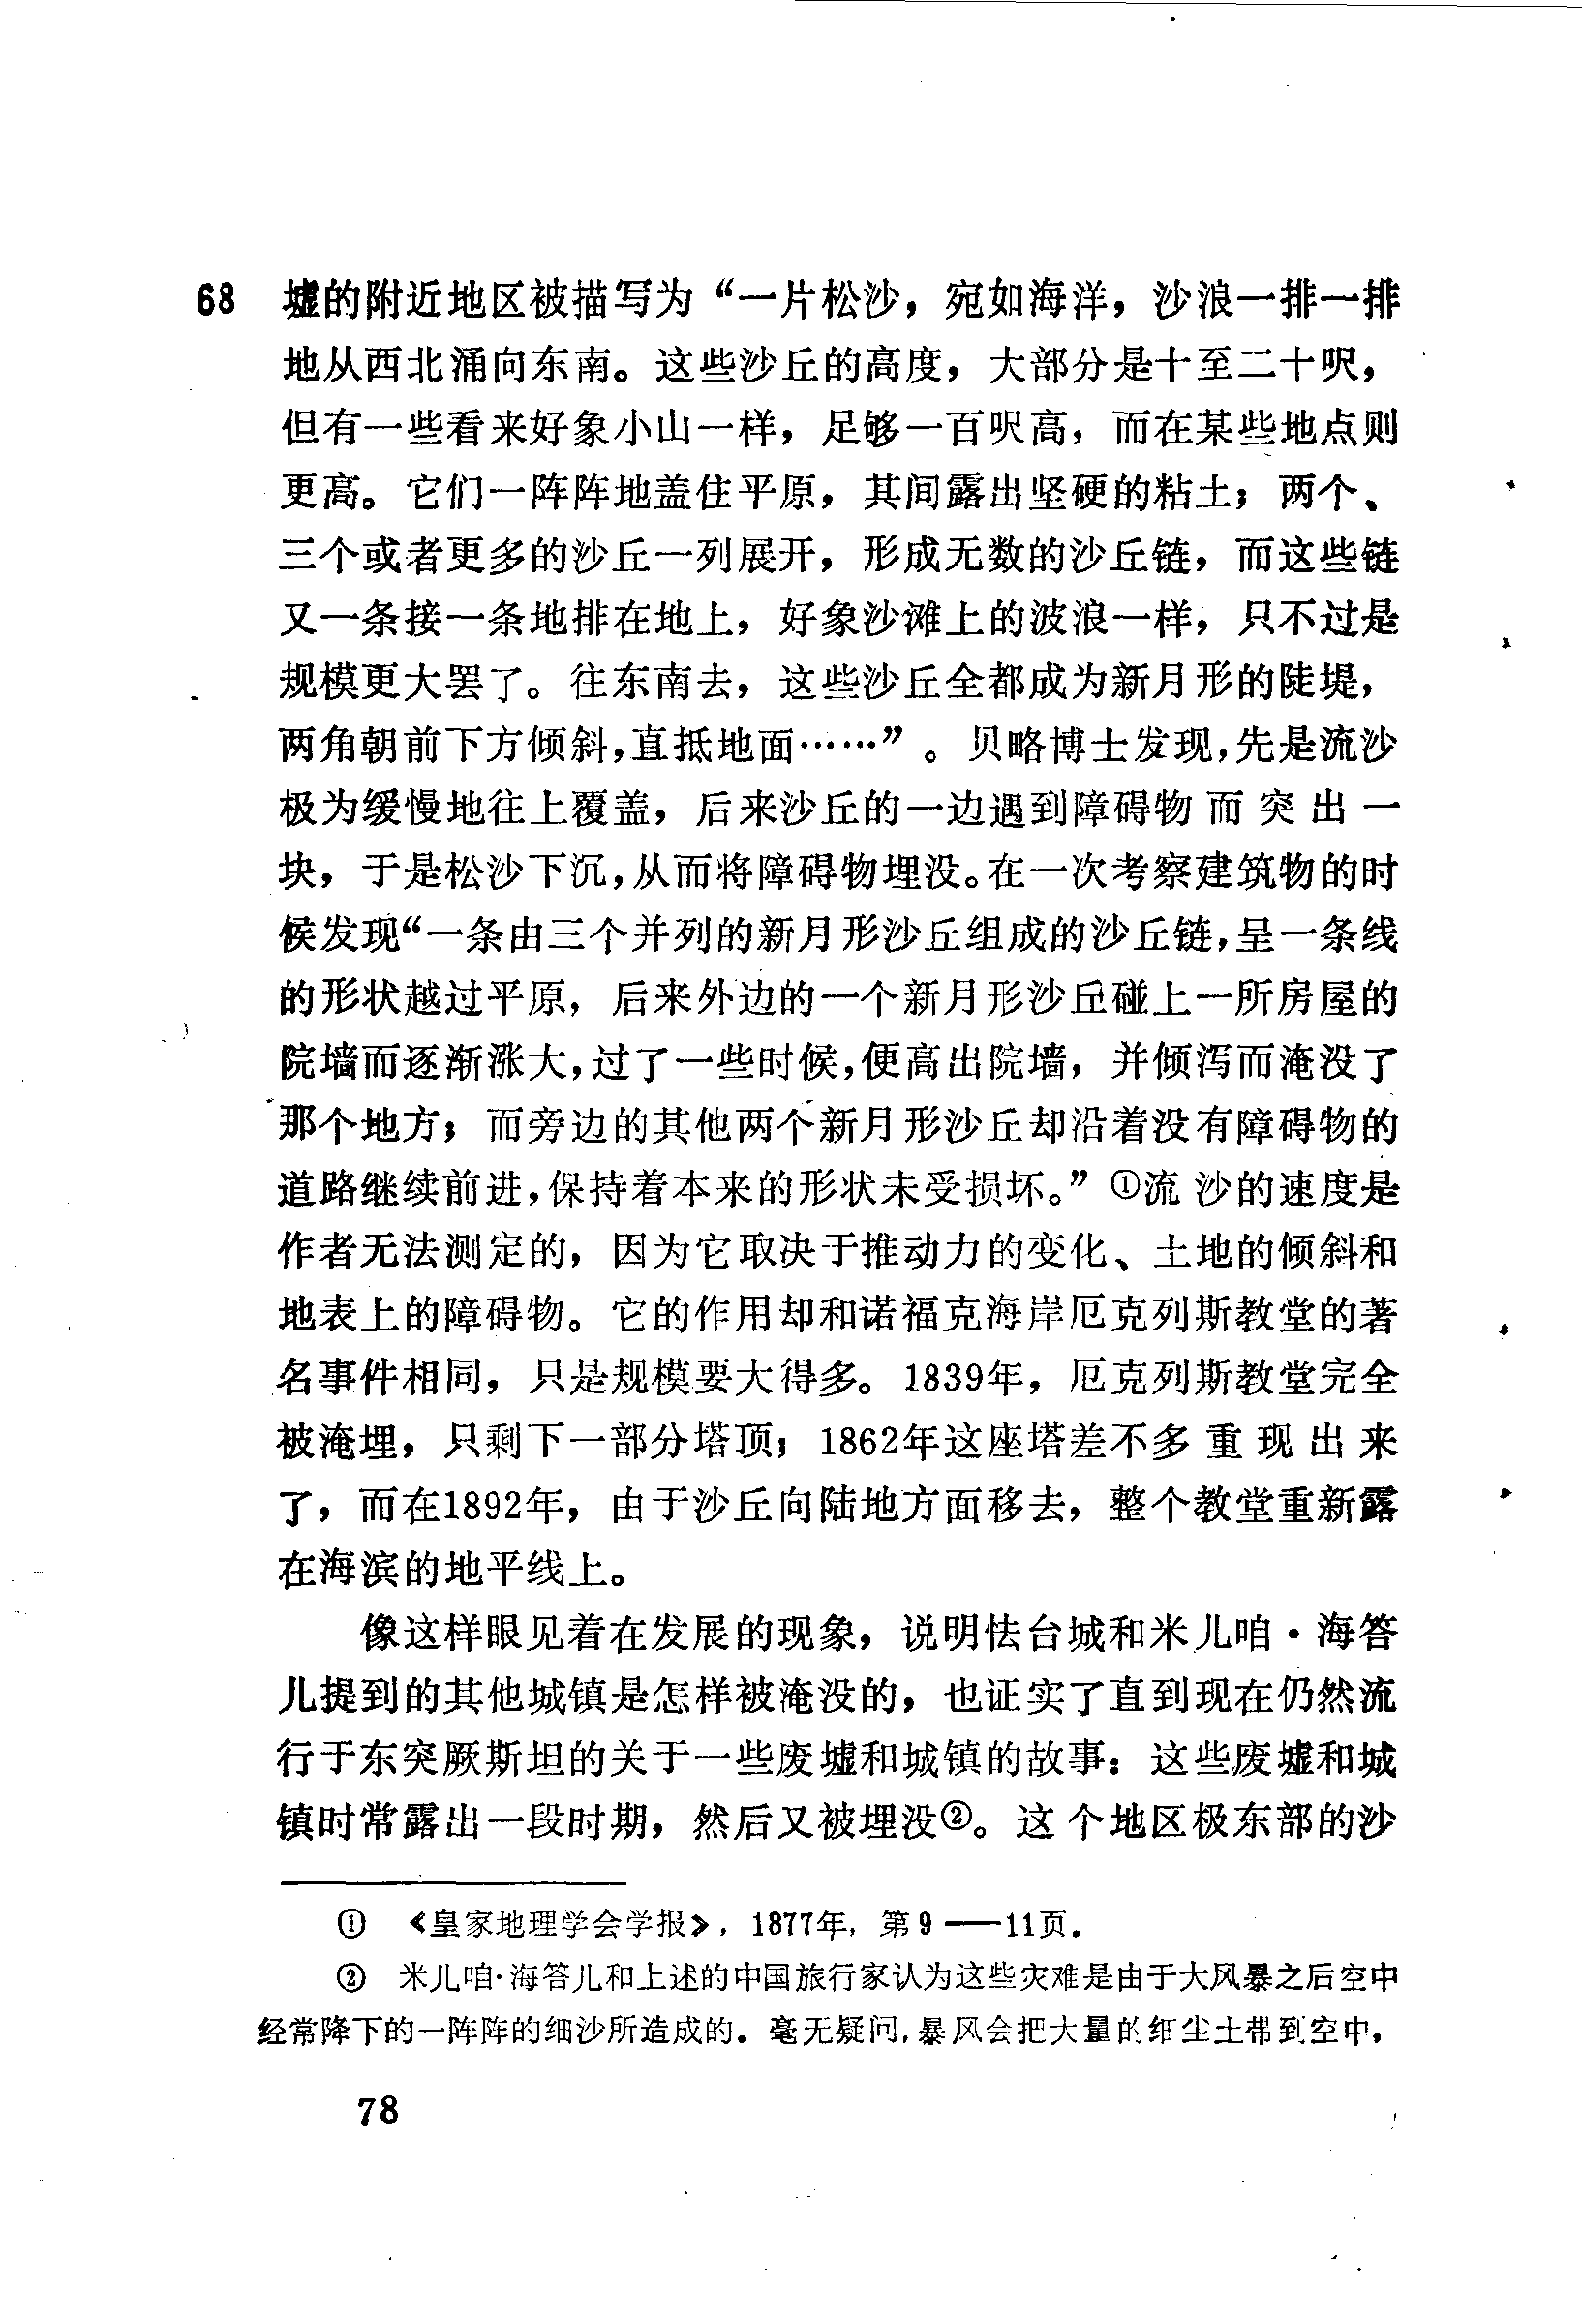 68 墟的附近地区被描写为“一片松沙，宛如海洋，沙浪一排一排
地从西北涌向东南。这些沙丘的高度，大部分是十至二十呎，
但有一些看来好象小山一样，足够一百呎高，而在某些地点则
更高。它们一阵阵地盖住平原，其间露出坚硬的粘土；两个、
三个或者更多的沙丘一列展开，形成无数的沙丘链，而这些链
又一条接一条地排在地上，好象沙滩上的波浪一样，只不过是
规模更大罢了。往东南去，这些沙丘全都成为新月形的陡堤，
两角朝前下方倾斜，直抵地面……”。贝略博士发现，先是流沙
极为缓慢地往上覆盖，后来沙丘的一边遇到障碍物而突出一
块，于是松沙下沉，从而将障碍物埋没。在一次考察建筑物的时
候发现“一条由三个并列的新月形沙丘组成的沙丘链，呈一条线
的形状越过平原，后来外边的一个新月形沙丘碰上一所房屋的
院墙而逐渐涨大，过了一些时候，便高出院墙，并倾泻而淹没了
那个地方；而旁边的其他两个新月形沙丘却沿着没有障碍物的
道路继续前进，保持着本来的形状未受损坏。”①流沙的速度是
作者无法测定的，因为它取决于推动力的变化、土地的倾斜和
地表上的障碍物。它的作用却和诺福克海岸厄克列斯教堂的著
名事件相同，只是规模要大得多。1839年，厄克列斯教堂完全
被淹埋，只剩下一部分塔顶；1862年这座塔差不多重现出来
了，而在1892年，由于沙丘向陆地方面移去，整个教堂重新露
在海滨的地平线上。
像这样眼见着在发展的现象，说明怯台城和米儿咱·海答
儿提到的其他城镇是怎样被淹没的，也证实了直到现在仍然流
行于东突厥斯坦的关于一些废墟和城镇的故事：这些废墟和城
镇时常露出一段时期，然后又被埋没②。这个地区极东部的沙
① 《皇家地理学会学报》，1877年，第9——11页．
② 米儿咱·海答儿和上述的中国旅行家认为这些灾难是由于大风暴之后空中
经常降下的一阵阵的细沙所造成的．毫无疑问，暴风会把大量的细尘土带到空中，
78